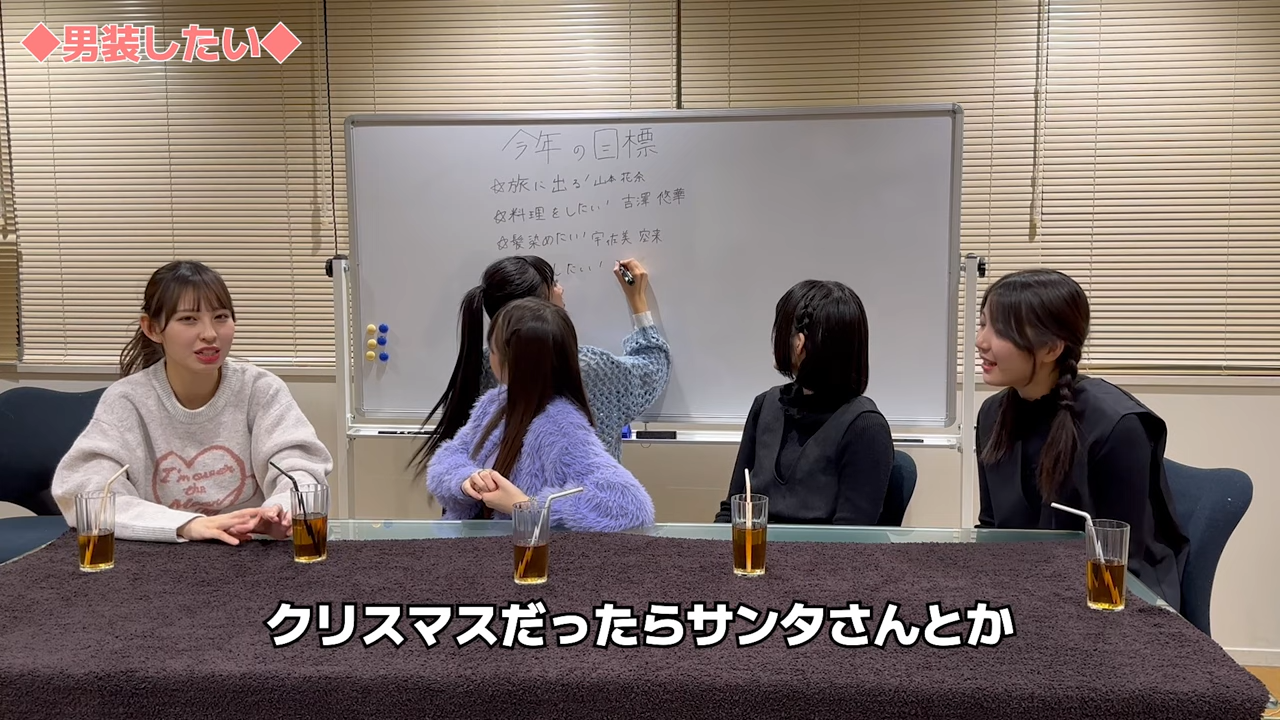 ◆男装したい◆
今年の目標
☆旅に出る! 山本花奈
☆料理をしたい! 吉澤悠華
☆髪染めたい! 宇佐美空来
したい!
I'm over
the
クリスマスだったらサンタさんとか